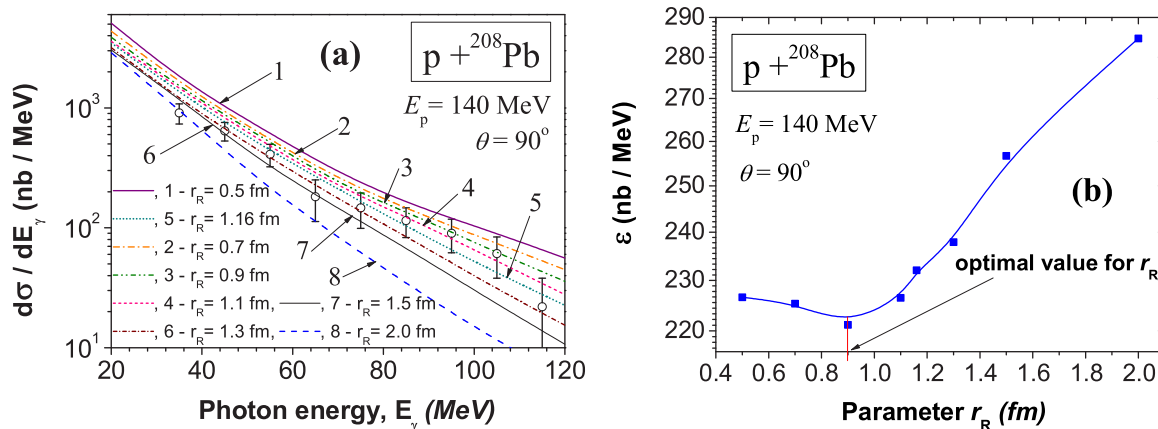 (a)
p + ²⁰⁸Pb
E_p = 140 MeV
θ = 90°
1
2
3
4
5
6
7
8
, 1 - r_R = 0.5 fm
, 5 - r_R = 1.16 fm
, 2 - r_R = 0.7 fm
, 3 - r_R = 0.9 fm
, 4 - r_R = 1.1 fm, , 7 - r_R = 1.5 fm
, 6 - r_R = 1.3 fm, , 8 - r_R = 2.0 fm
10³
10²
10¹
dσ / dE_γ (nb / MeV)
20 40 60 80 100 120
Photon energy, E_γ (MeV)
290
280
270
260
250
240
230
220
ε (nb / MeV)
p + ²⁰⁸Pb
E_p = 140 MeV
θ = 90°
(b)
optimal value for r_R
0.4 0.6 0.8 1.0 1.2 1.4 1.6 1.8 2.0
Parameter r_R (fm)